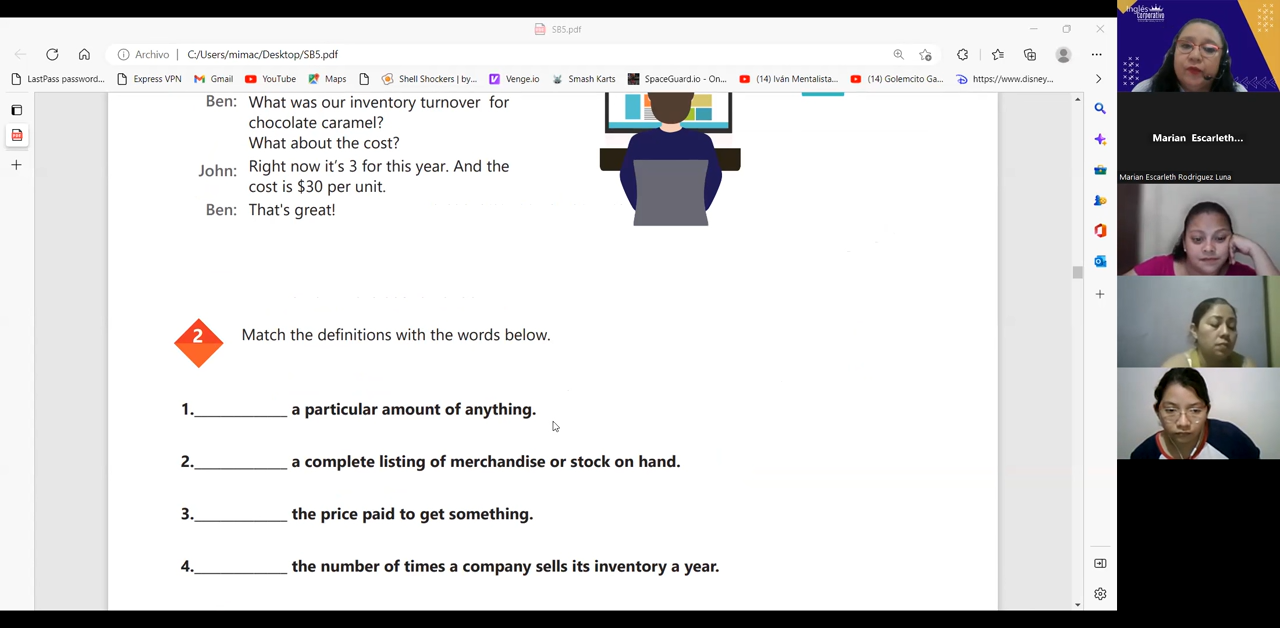 SB5.pdf
Archivo | C:/Users/mimac/Desktop/SB5.pdf
LastPass password... Express VPN Gmail YouTube Maps Shell Shockers | by... Venge.io Smash Karts SpaceGuard.io - On... (14) Iván Mentalista... (14) Golemcito Ga... https://www.disney...
Ben: What was our inventory turnover for
chocolate caramel?
What about the cost?
John: Right now it's 3 for this year. And the
cost is $30 per unit.
Ben: That's great!
2 Match the definitions with the words below.
1.____________ a particular amount of anything.
2.____________ a complete listing of merchandise or stock on hand.
3.____________ the price paid to get something.
4.____________ the number of times a company sells its inventory a year.
Inglés
Corporativo
Marian Escarleth...
Marian Escarleth Rodriguez Luna